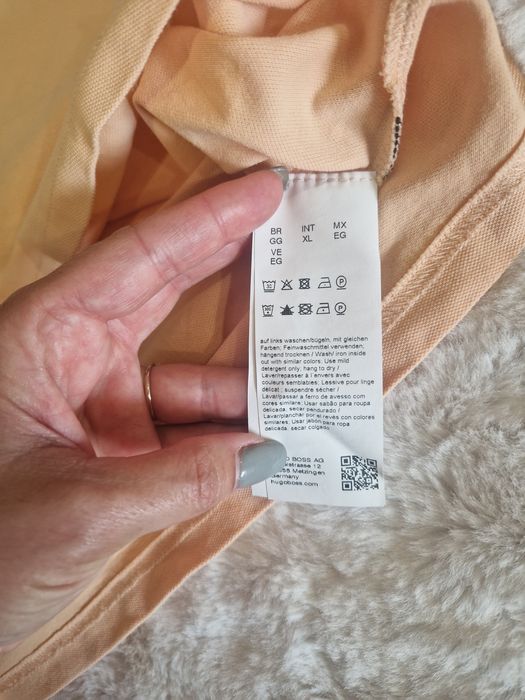 BR INT MX
GG XL EG
VE
EG
auf links waschen/bügeln, mit gleichen
Farben; Feinwaschmittel verwenden;
hängend trocknen / Wash/ iron inside
out with similar colors; Use mild
detergent only; hang to dry /
Laver/repasser à l'envers avec
couleurs semblables; Lessive pour linge
délicat ; suspendre sécher /
Lavar/passar a ferro de avesso com
cores similares; Usar sabão para roupa
delicada, secar pendurado /
Lavar/planchar por el revés con colores
similares; Usar jabón para ropa
delicada, secar colgado
O BOSS AG
strasse 12
Metzingen
Germany
hugoboss.com